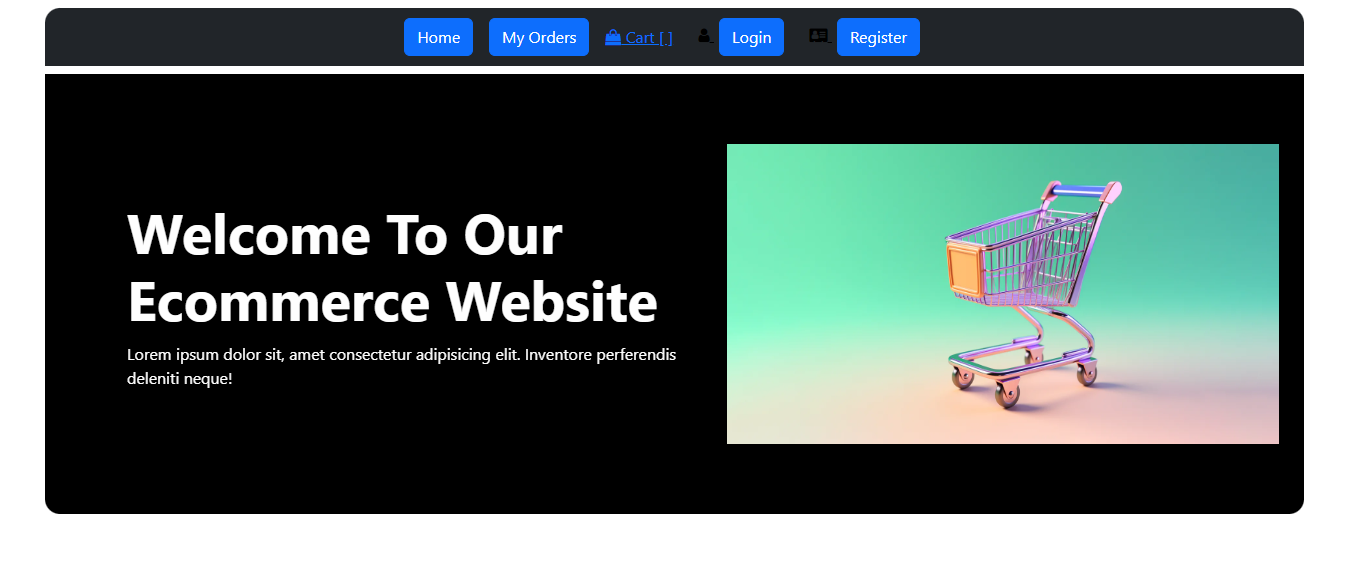 Home My Orders Cart [ ] Login Register
Welcome To Our
Ecommerce Website
Lorem ipsum dolor sit, amet consectetur adipisicing elit. Inventore perferendis
deleniti neque!